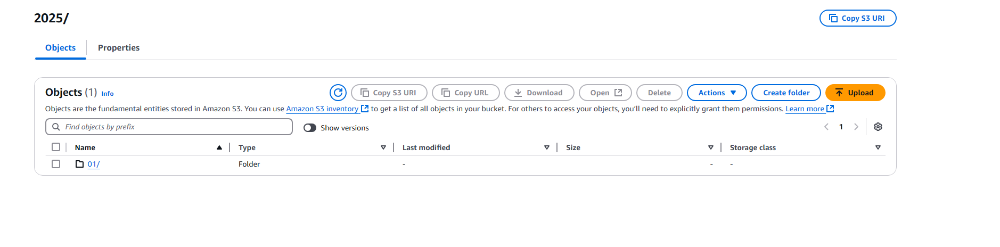 2025/
Copy S3 URI
Objects
Properties
Objects (1) Info
Copy S3 URI
Copy URL
Download
Open
Delete
Actions
Create folder
Upload
Objects are the fundamental entities stored in Amazon S3. You can use Amazon S3 inventory to get a list of all objects in your bucket. For others to access your objects, you’ll need to explicitly grant them permissions. Learn more
Find objects by prefix
Show versions
1
Name
Type
Last modified
Size
Storage class
01/
Folder
-
-
-